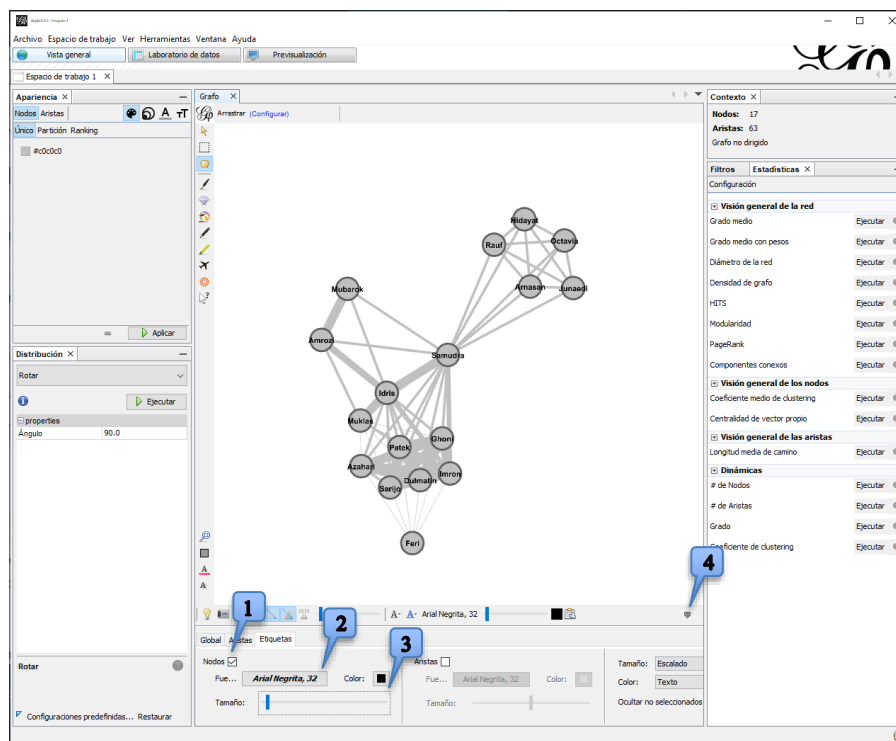 Archivo Espacio de trabajo Ver Herramientas Ventana Ayuda
Vista general Laboratorio de datos Previsualización
Espacio de trabajo 1
Apariencia
Nodos Aristas
Único Partición Ranking
#c0c0c0
Aplicar
Distribución
Rotar
Ejecutar
properties
Ángulo 90.0
Rotar
Configuraciones predefinidas... Restaurar
Grafo
Arrastrar (Configurar)
Hidayat
Rauf
Octavia
Arnasan
Junaedi
Mubarok
Amrozi
Samudra
Idris
Muklas
Patek
Ghoni
Azahari
Sarijo
Dulmatin
Imron
Feri
1
2
3
4
A A Arial Negrita, 32
Global Aristas Etiquetas
Nodos
Fue... Arial Negrita, 32 Color:
Tamaño:
Aristas
Fue... Arial Negrita, 32 Color:
Tamaño:
Tamaño: Escalado
Color: Texto
Ocultar no seleccionados
Contexto
Nodos: 17
Aristas: 63
Grafo no dirigido
Filtros Estadísticas
Configuración
Visión general de la red
Grado medio Ejecutar
Grado medio con pesos Ejecutar
Diámetro de la red Ejecutar
Densidad de grafo Ejecutar
HITS Ejecutar
Modularidad Ejecutar
PageRank Ejecutar
Componentes conexos Ejecutar
Visión general de los nodos
Coeficiente medio de clustering Ejecutar
Centralidad de vector propio Ejecutar
Visión general de las aristas
Longitud media de camino Ejecutar
Dinámicas
# de Nodos Ejecutar
# de Aristas Ejecutar
Grado Ejecutar
Coeficiente de clustering Ejecutar